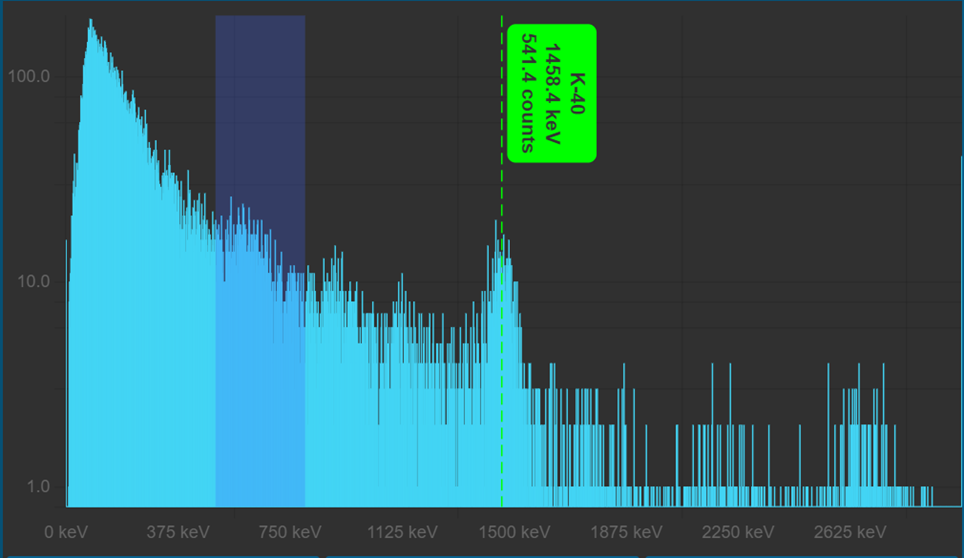 100.0
10.0
1.0
K-40
1458.4 keV
541.4 counts
0 keV
375 keV
750 keV
1125 keV
1500 keV
1875 keV
2250 keV
2625 keV